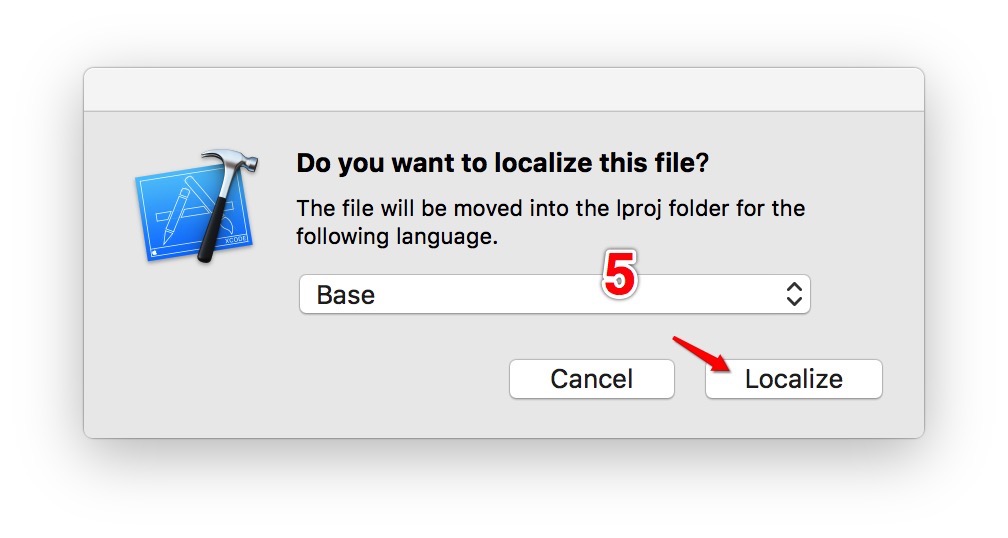 Do you want to localize this file?
The file will be moved into the lproj folder for the
following language.
XCODE
5
Base
Cancel
Localize